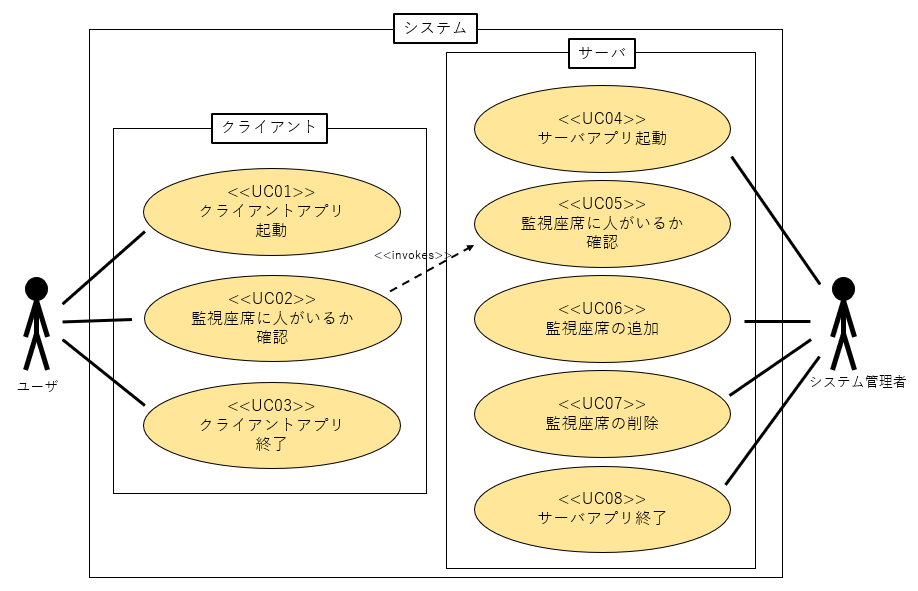 システム
サーバ
クライアント
<<UC01>>
クライアントアプリ
起動
<<UC02>>
監視座席に人がいるか
確認
<<UC03>>
クライアントアプリ
終了
<<invokes>>
<<UC04>>
サーバアプリ起動
<<UC05>>
監視座席に人がいるか
確認
<<UC06>>
監視座席の追加
<<UC07>>
監視座席の削除
<<UC08>>
サーバアプリ終了
ユーザ
システム管理者